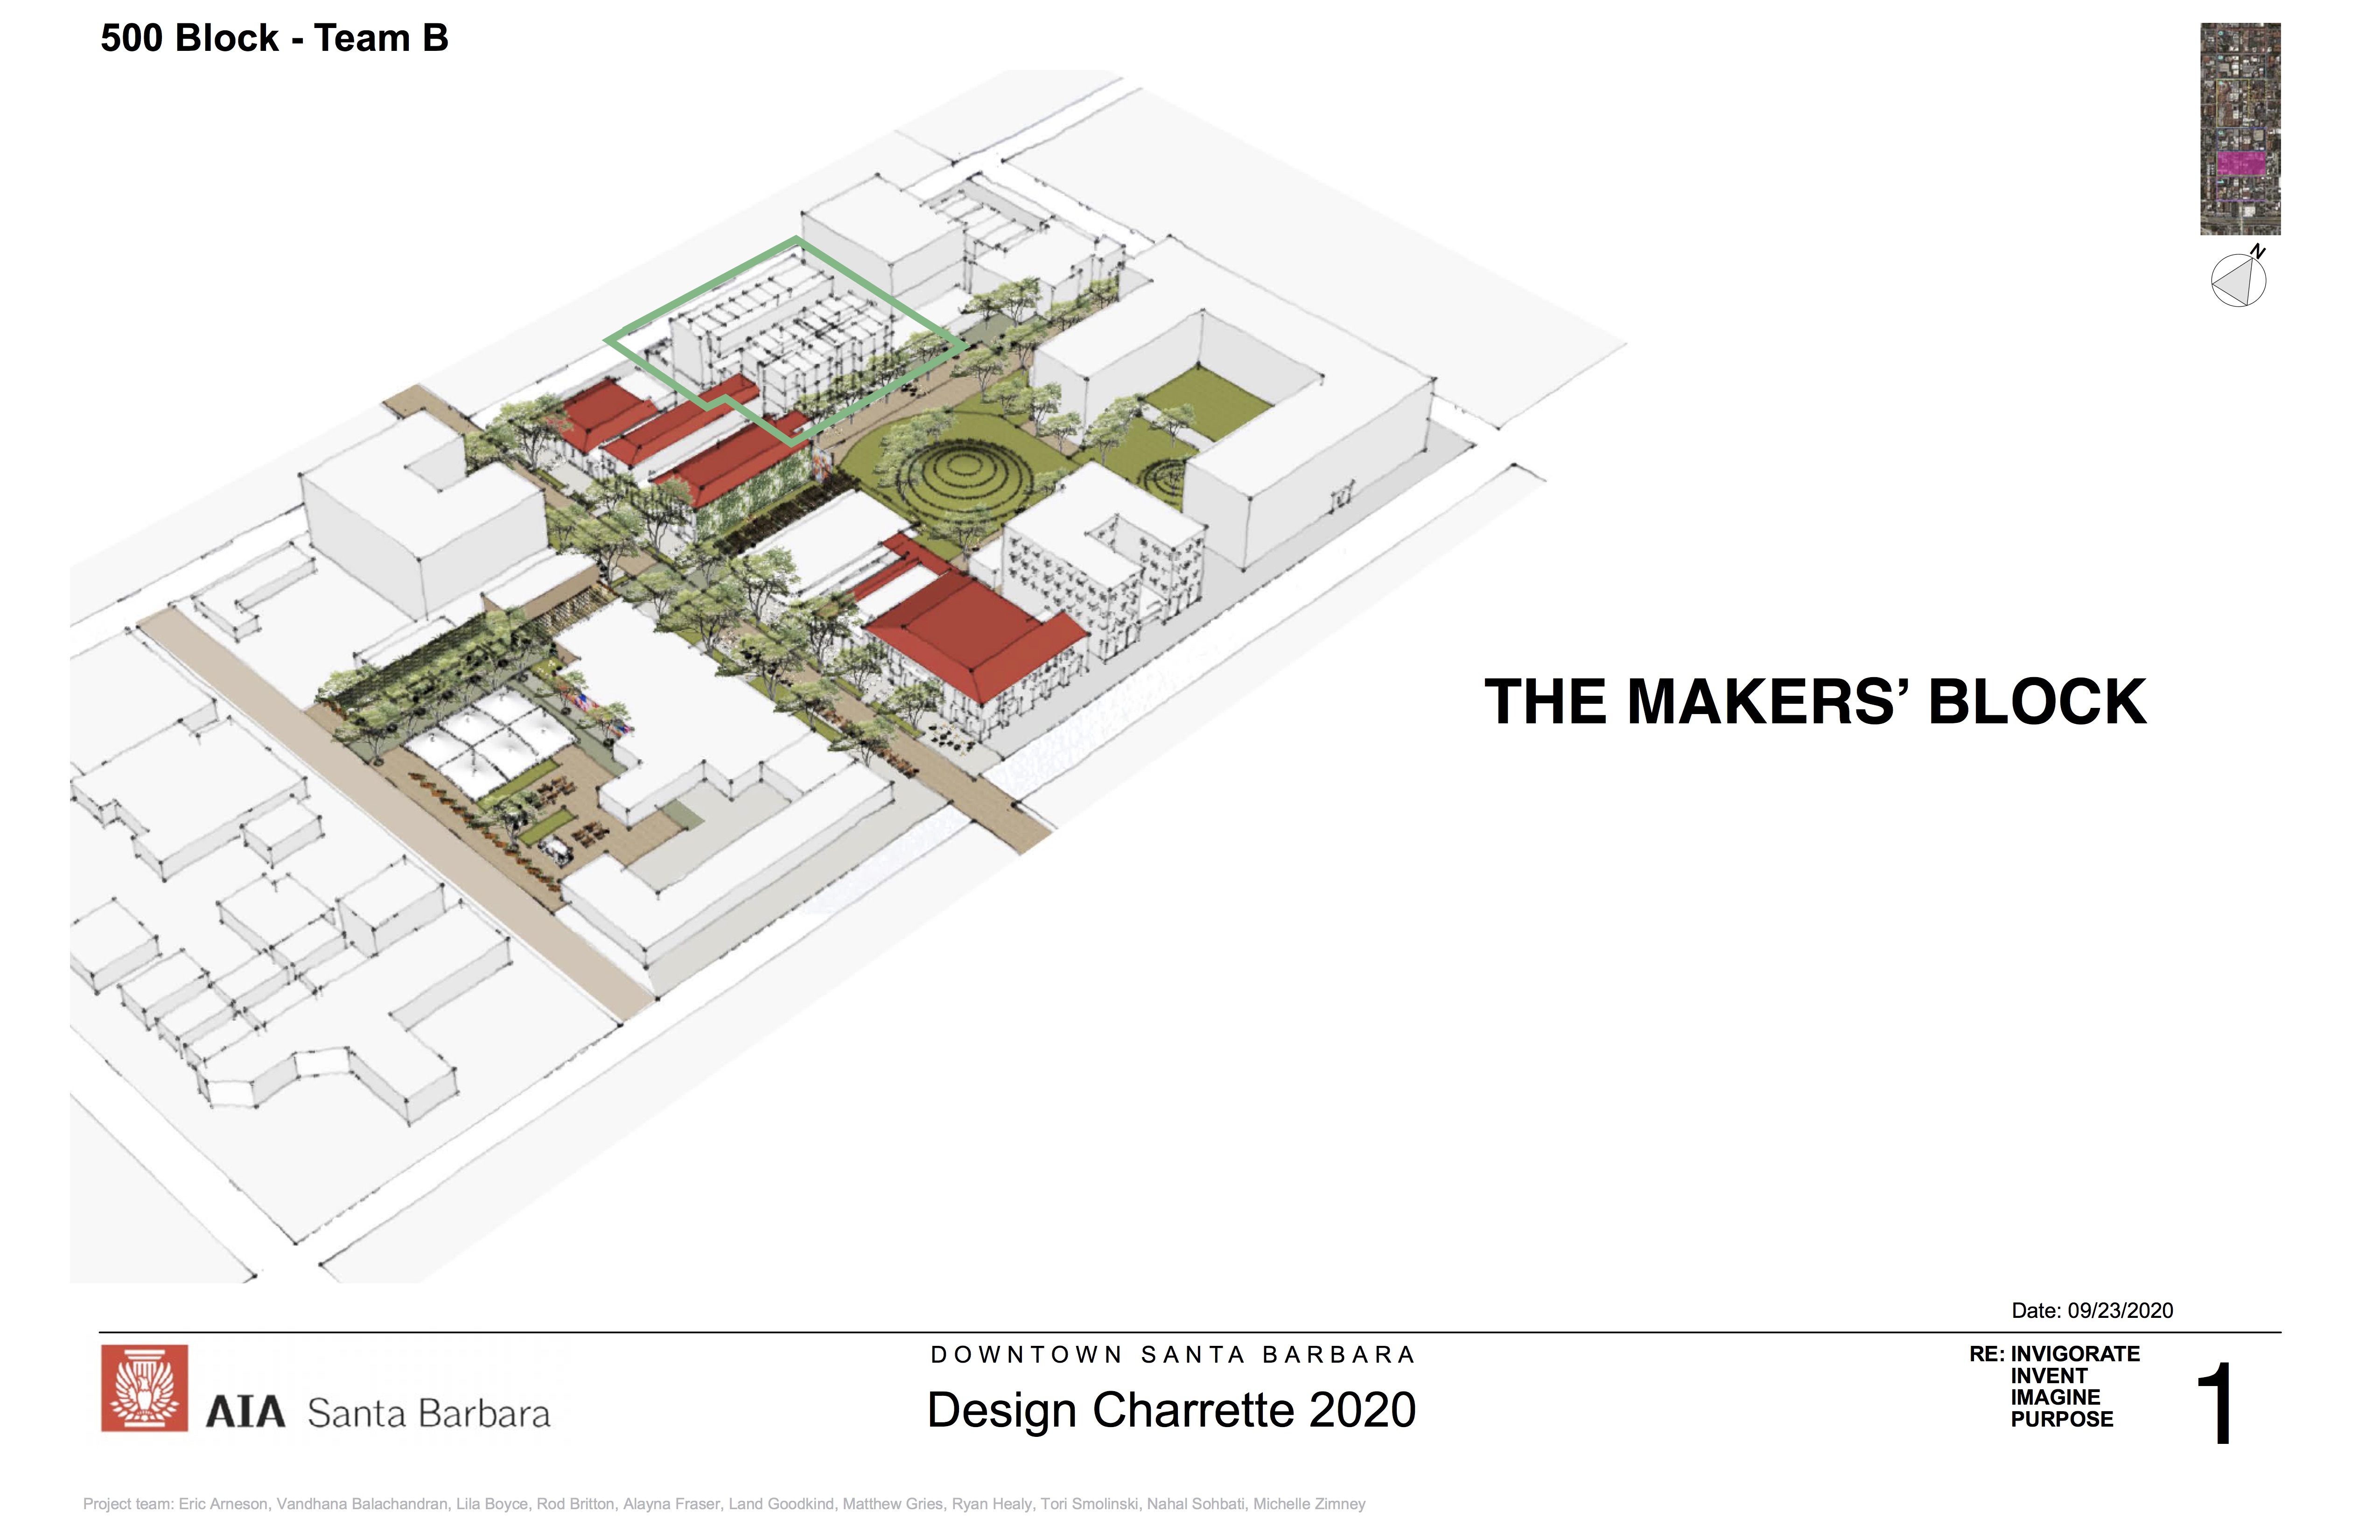 500 Block - Team B
N
THE MAKERS’ BLOCK
Date: 09/23/2020
AIA Santa Barbara
DOWNTOWN SANTA BARBARA
Design Charrette 2020
RE: INVIGORATE
INVENT
IMAGINE
PURPOSE
1
Project team: Eric Arneson, Vandhana Balachandran, Lila Boyce, Rod Britton, Alayna Fraser, Land Goodkind, Matthew Gries, Ryan Healy, Tori Smolinski, Nahal Sohbati, Michelle Zimney